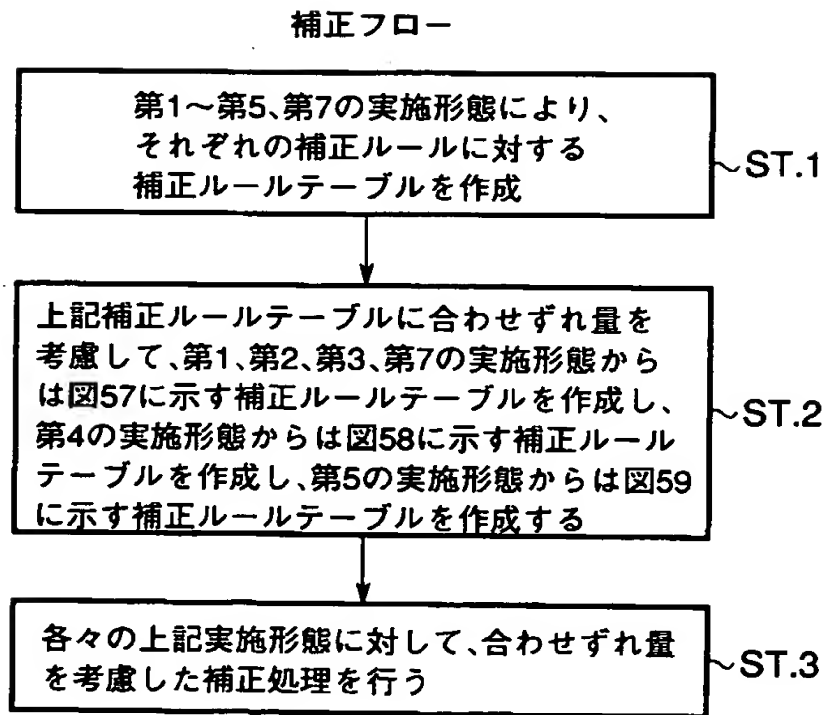 補正フロー
第1～第5、第7の実施形態により、
それぞれの補正ルールに対する
補正ルールテーブルを作成
～ST.1
上記補正ルールテーブルに合わせずれ量を
考慮して、第1、第2、第3、第7の実施形態から
は図57に示す補正ルールテーブルを作成し、
第4の実施形態からは図58に示す補正ルール
テーブルを作成し、第5の実施形態からは図59
に示す補正ルールテーブルを作成する
～ST.2
各々の上記実施形態に対して、合わせずれ量
を考慮した補正処理を行う
～ST.3